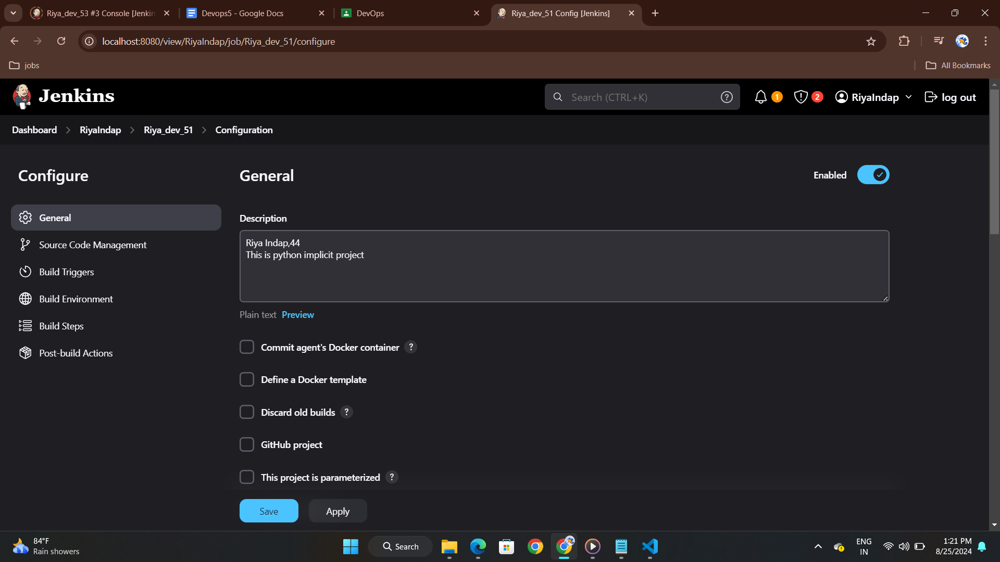 Riya_dev_53 #3 Console [Jenkin
Devops5 - Google Docs
DevOps
Riya_dev_51 Config [Jenkins]
localhost:8080/view/RiyaIndap/job/Riya_dev_51/configure
jobs
All Bookmarks
Jenkins
Search (CTRL+K)
?
1
2
RiyaIndap
log out
Dashboard
RiyaIndap
Riya_dev_51
Configuration
Configure
General
Source Code Management
Build Triggers
Build Environment
Build Steps
Post-build Actions
General
Enabled
Description
Riya Indap,44
This is python implicit project
Plain text Preview
Commit agent's Docker container ?
Define a Docker template
Discard old builds ?
GitHub project
This project is parameterized ?
Save
Apply
84°F
Rain showers
Search
ENG
IN
1:21 PM
8/25/2024